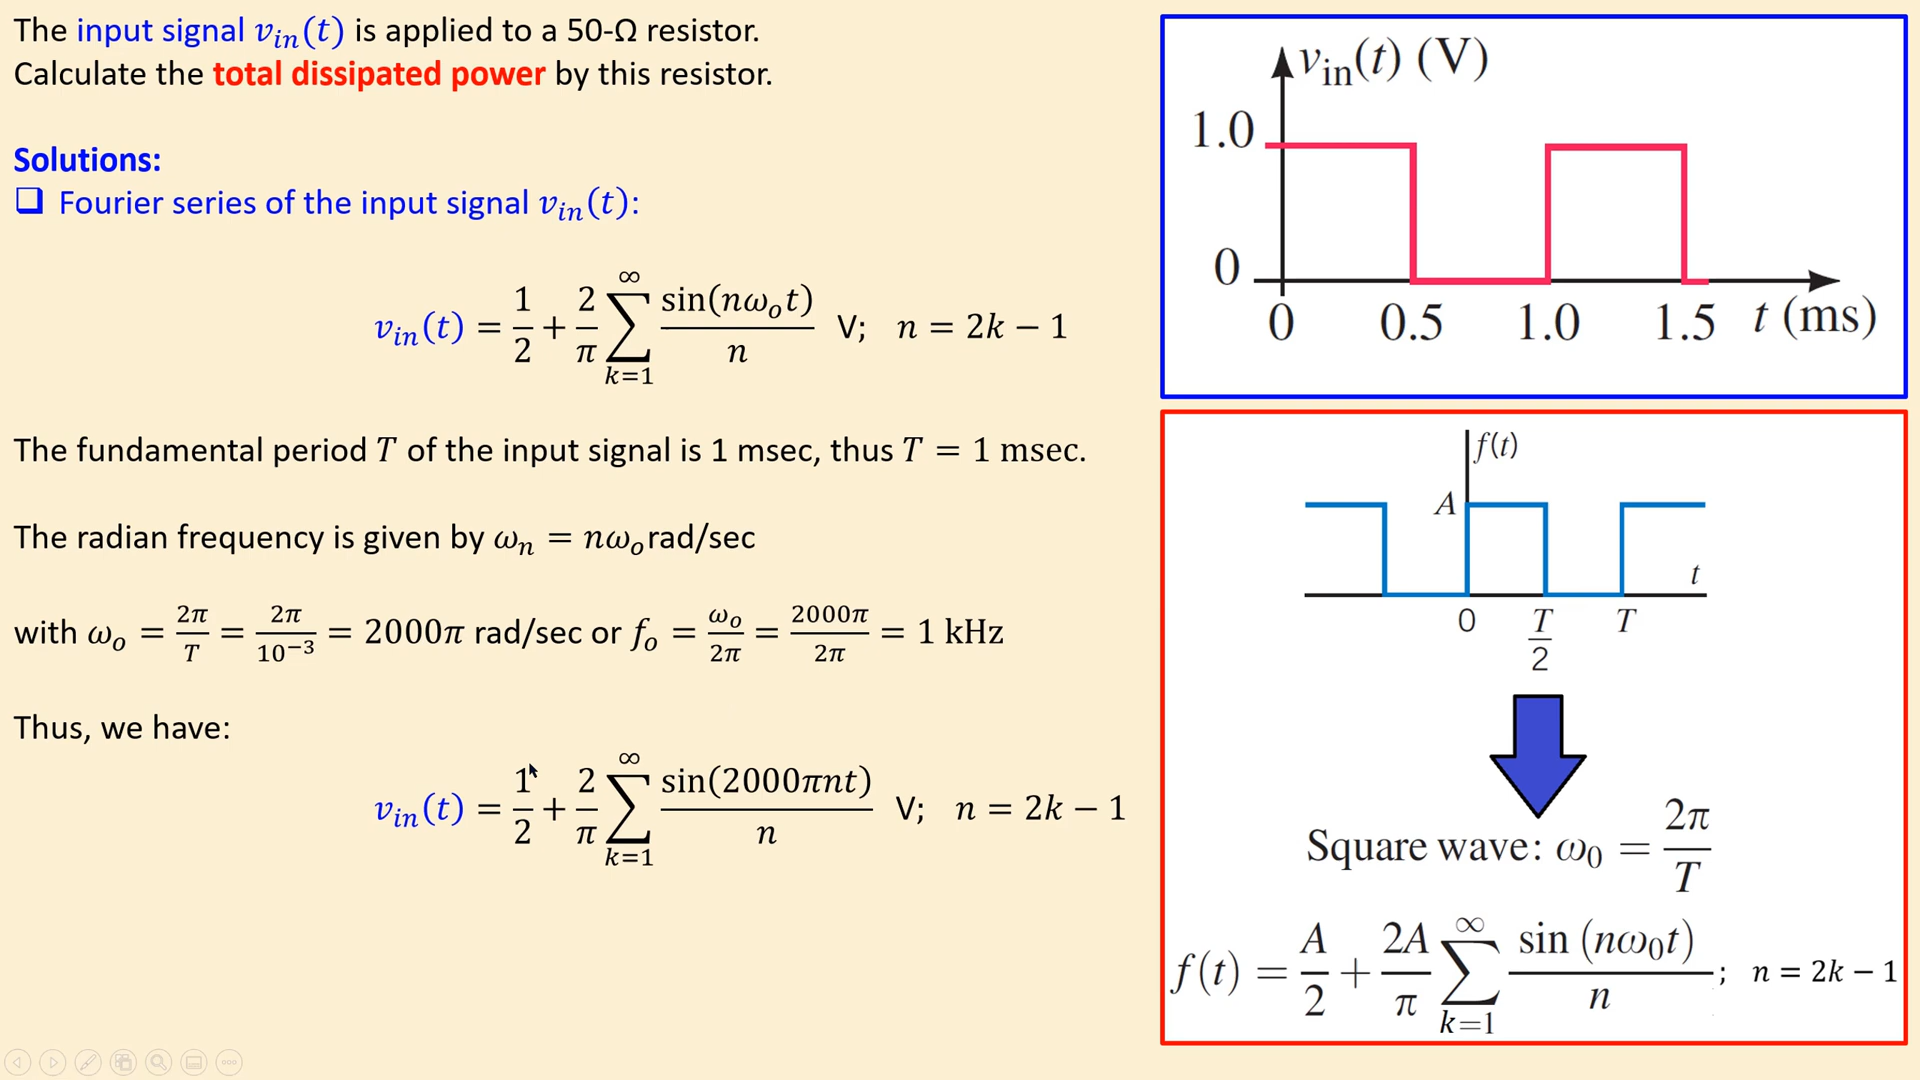 The input signal v_in(t) is applied to a 50-Ω resistor.
Calculate the total dissipated power by this resistor.
Solutions:
❑ Fourier series of the input signal v_in(t):
v_in(t) = 1/2 + 2/π ∑_{k=1}^{∞} sin(nω_o t)/n V; n = 2k − 1
The fundamental period T of the input signal is 1 msec, thus T = 1 msec.
The radian frequency is given by ω_n = nω_o rad/sec
with ω_o = 2π/T = 2π/10⁻³ = 2000π rad/sec or f_o = ω_o/2π = 2000π/2π = 1 kHz
Thus, we have:
v_in(t) = 1/2 + 2/π ∑_{k=1}^{∞} sin(2000πnt)/n V; n = 2k − 1
v_in(t) (V)
1.0
0
0 0.5 1.0 1.5 t (ms)
f(t)
A
t
0 T/2 T
Square wave: ω_0 = 2π/T
f(t) = A/2 + 2A/π ∑_{k=1}^{∞} sin (nω_0 t)/n ; n = 2k − 1